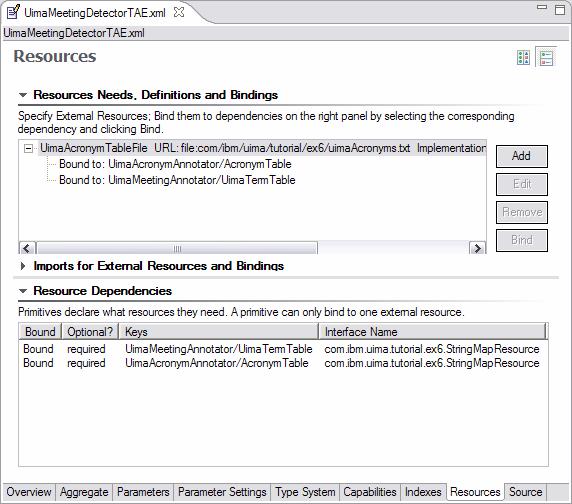 UimaMeetingDetectorTAE.xml
UimaMeetingDetectorTAE.xml
Resources
Resources Needs, Definitions and Bindings
Specify External Resources; Bind them to dependencies on the right panel by selecting the corresponding
dependency and clicking Bind.
UimaAcronymTableFile URL: file:com/ibm/uima/tutorial/ex6/uimaAcronyms.txt Implementation
Bound to: UimaAcronymAnnotator/AcronymTable
Bound to: UimaMeetingAnnotator/UimaTermTable
Add
Edit
Remove
Bind
Imports for External Resources and Bindings
Resource Dependencies
Primitives declare what resources they need. A primitive can only bind to one external resource.
Bound Optional? Keys Interface Name
Bound required UimaMeetingAnnotator/UimaTermTable com.ibm.uima.tutorial.ex6.StringMapResource
Bound required UimaAcronymAnnotator/AcronymTable com.ibm.uima.tutorial.ex6.StringMapResource
Overview Aggregate Parameters Parameter Settings Type System Capabilities Indexes Resources Source